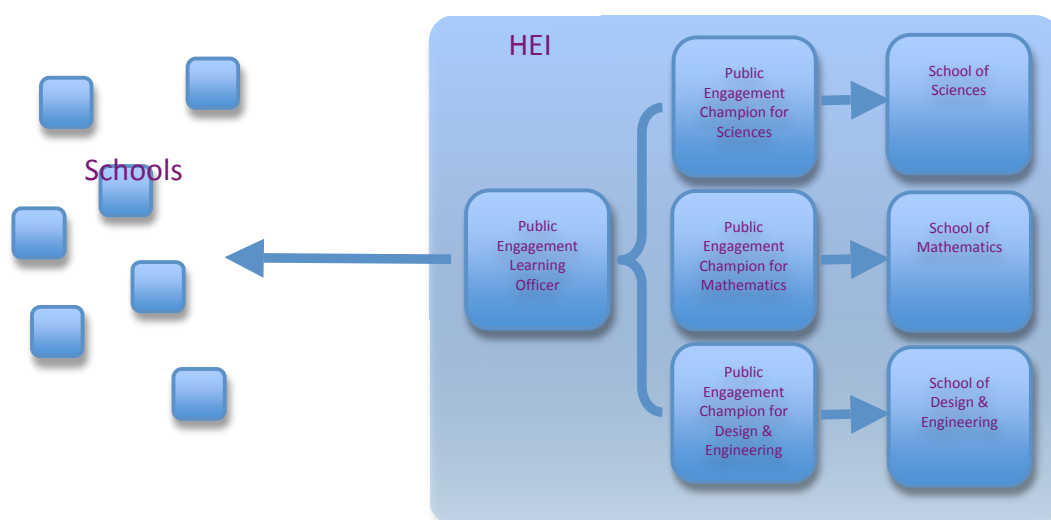 HEI
Schools
Public
Engagement
Learning
Officer
Public
Engagement
Champion for
Sciences
School of
Sciences
Public
Engagement
Champion for
Mathematics
School of
Mathematics
Public
Engagement
Champion for
Design &
Engineering
School of
Design &
Engineering